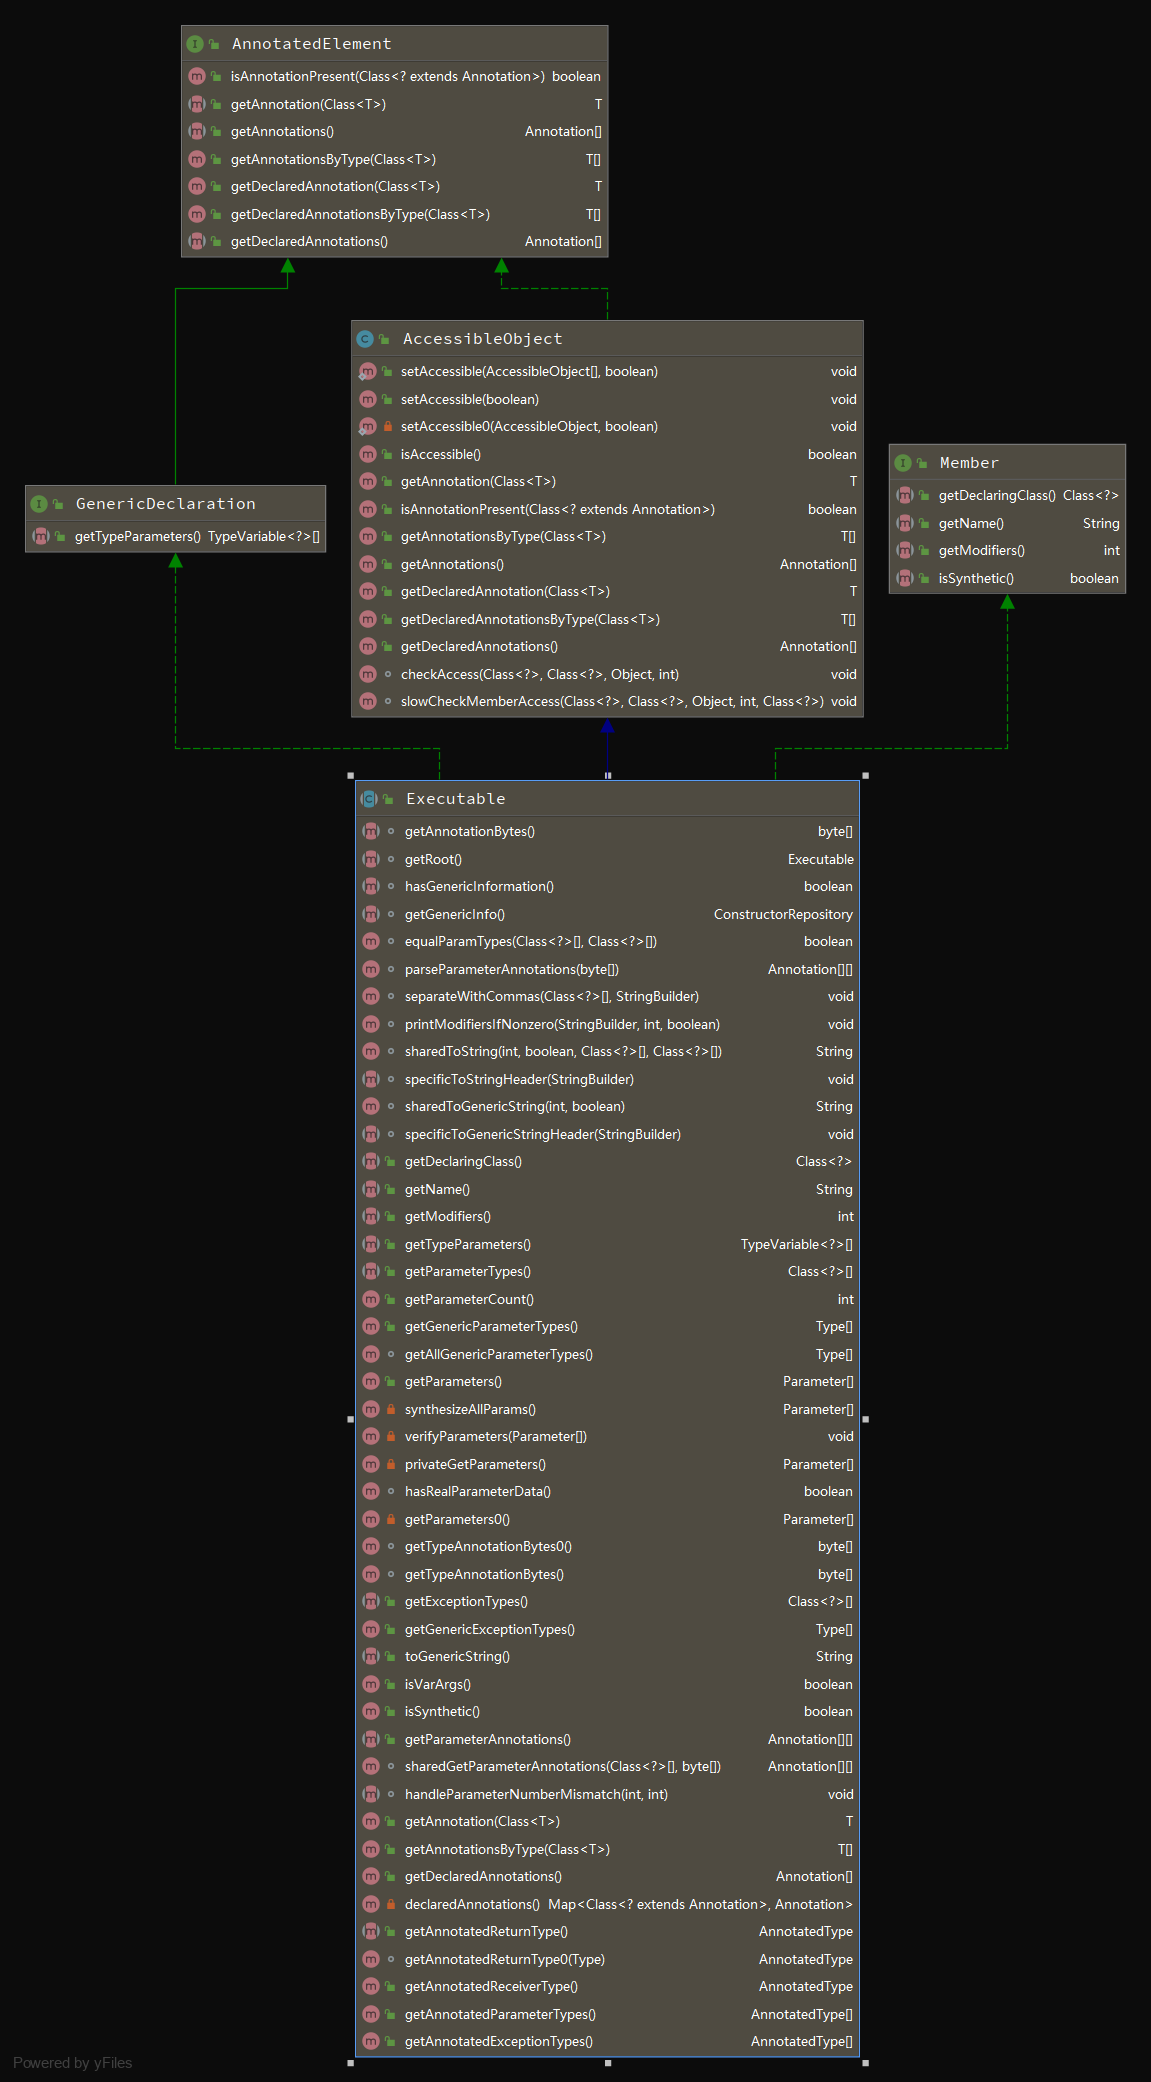 AnnotatedElement
isAnnotationPresent(Class<? extends Annotation>) boolean
getAnnotation(Class<T>) T
getAnnotations() Annotation[]
getAnnotationsByType(Class<T>) T[]
getDeclaredAnnotation(Class<T>) T
getDeclaredAnnotationsByType(Class<T>) T[]
getDeclaredAnnotations() Annotation[]
AccessibleObject
setAccessible(AccessibleObject[], boolean) void
setAccessible(boolean) void
setAccessible0(AccessibleObject, boolean) void
isAccessible() boolean
getAnnotation(Class<T>) T
isAnnotationPresent(Class<? extends Annotation>) boolean
getAnnotationsByType(Class<T>) T[]
getAnnotations() Annotation[]
getDeclaredAnnotation(Class<T>) T
getDeclaredAnnotationsByType(Class<T>) T[]
getDeclaredAnnotations() Annotation[]
checkAccess(Class<?>, Class<?>, Object, int) void
slowCheckMemberAccess(Class<?>, Class<?>, Object, int, Class<?>) void
Member
getDeclaringClass() Class<?>
getName() String
getModifiers() int
isSynthetic() boolean
GenericDeclaration
getTypeParameters() TypeVariable<?>[]
Executable
getAnnotationBytes() byte[]
getRoot() Executable
hasGenericInformation() boolean
getGenericInfo() ConstructorRepository
equalParamTypes(Class<?>[], Class<?>[]) boolean
parseParameterAnnotations(byte[]) Annotation[][]
separateWithCommas(Class<?>[], StringBuilder) void
printModifiersIfNonzero(StringBuilder, int, boolean) void
sharedToString(int, boolean, Class<?>[], Class<?>[]) String
specificToStringHeader(StringBuilder) void
sharedToGenericString(int, boolean) String
specificToGenericStringHeader(StringBuilder) void
getDeclaringClass() Class<?>
getName() String
getModifiers() int
getTypeParameters() TypeVariable<?>[]
getParameterTypes() Class<?>[]
getParameterCount() int
getGenericParameterTypes() Type[]
getAllGenericParameterTypes() Type[]
getParameters() Parameter[]
synthesizeAllParams() Parameter[]
verifyParameters(Parameter[]) void
privateGetParameters() Parameter[]
hasRealParameterData() boolean
getParameters0() Parameter[]
getTypeAnnotationBytes0() byte[]
getTypeAnnotationBytes() byte[]
getExceptionTypes() Class<?>[]
getGenericExceptionTypes() Type[]
toGenericString() String
isVarArgs() boolean
isSynthetic() boolean
getParameterAnnotations() Annotation[][]
sharedGetParameterAnnotations(Class<?>[], byte[]) Annotation[][]
handleParameterNumberMismatch(int, int) void
getAnnotation(Class<T>) T
getAnnotationsByType(Class<T>) T[]
getDeclaredAnnotations() Annotation[]
declaredAnnotations() Map<Class<? extends Annotation>, Annotation>
getAnnotatedReturnType() AnnotatedType
getAnnotatedReturnType0(Type) AnnotatedType
getAnnotatedReceiverType() AnnotatedType
getAnnotatedParameterTypes() AnnotatedType[]
getAnnotatedExceptionTypes() AnnotatedType[]
Powered by yFiles